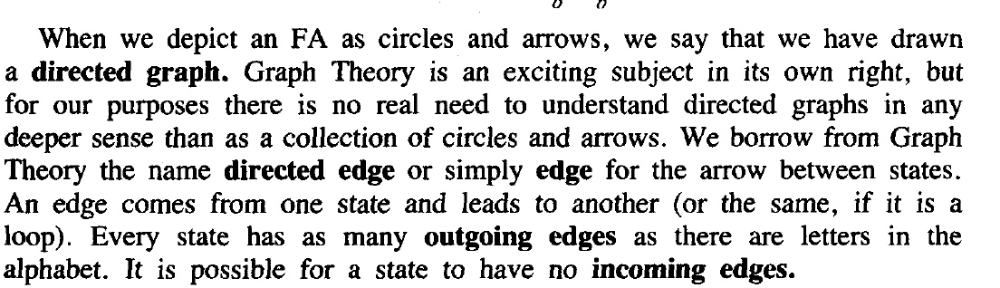 When we depict an FA as circles and arrows, we say that we have drawn
a directed graph. Graph Theory is an exciting subject in its own right, but
for our purposes there is no real need to understand directed graphs in any
deeper sense than as a collection of circles and arrows. We borrow from Graph
Theory the name directed edge or simply edge for the arrow between states.
An edge comes from one state and leads to another (or the same, if it is a
loop). Every state has as many outgoing edges as there are letters in the
alphabet. It is possible for a state to have no incoming edges.